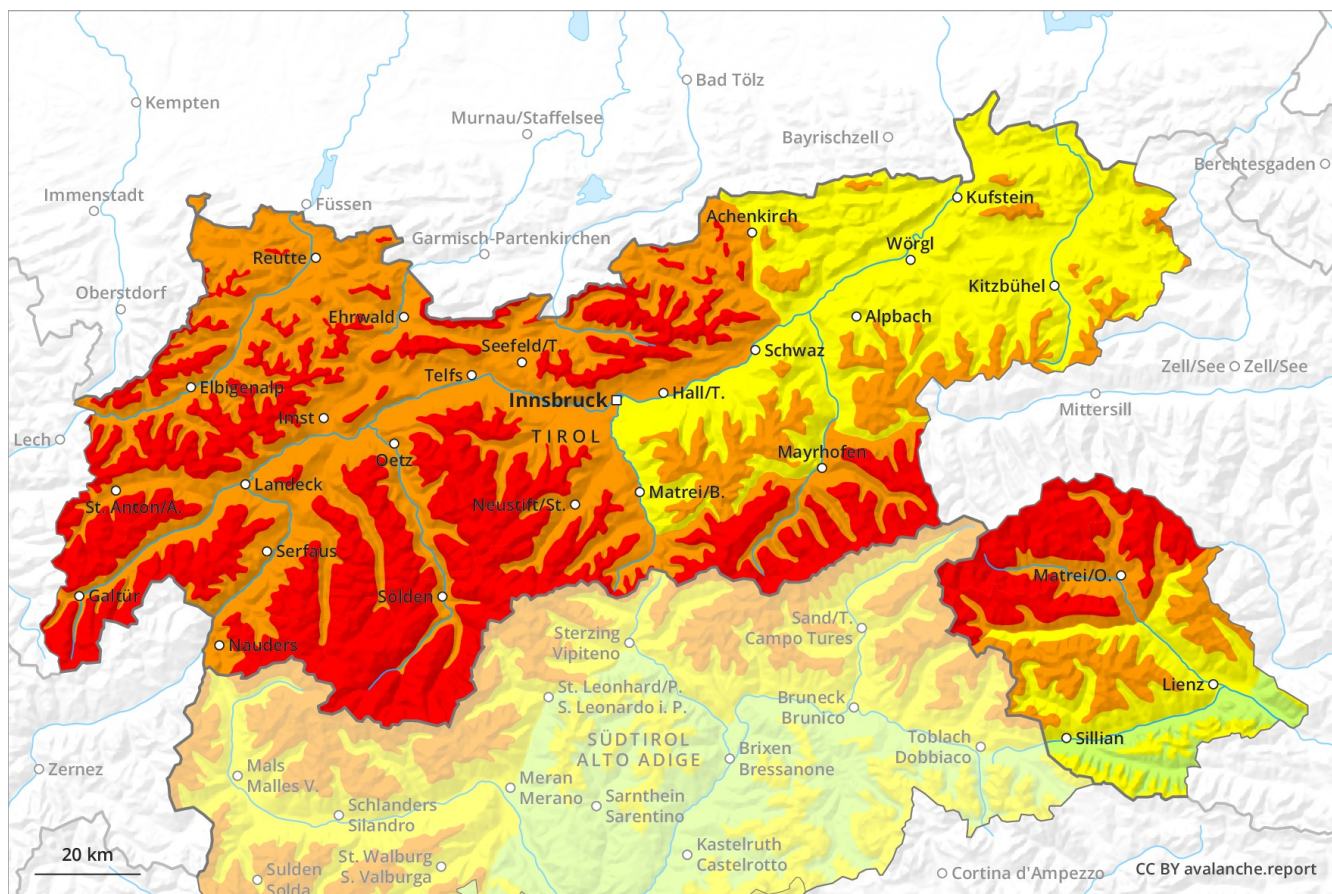 Bad Tölz
Kempten
Murnau/Staffelsee
Bayrischzell
Berchtesgaden
Immenstadt
Füssen
Kufstein
Achenkirch
Garmisch-Partenkirchen
Wörgl
Reutte
Kitzbühel
Oberstdorf
Ehrwald
Alpbach
Seefeld/T.
Schwaz
Zell/See
Zell/See
Telfs
Elbigenalp
Hall/T.
Mittersill
Innsbruck
Imst
Lech
TIROL
Mayrhofen
Oetz
Landeck
Matrei/B.
St. Anton/A.
Neustift/St.
Serfaus
Matrei/O.
Galtür
Sölden
Sand/T.
Campo Tures
Sterzing
Vipiteno
Nauders
Lienz
St. Leonhard/P.
S. Leonardo i. P.
Bruneck
Brunico
SÜDTIROL
ALTO ADIGE
Toblach
Dobbiaco
Sillian
Brixen
Bressanone
Zernez
Mals
Malles V.
Meran
Merano
Sarnthein
Sarentino
Schlanders
Silandro
Kastelruth
Castelrotto
20 km
St. Walburg
S. Valburga
Sulden
Solda
Cortina d'Ampezzo
CC BY avalanche.report